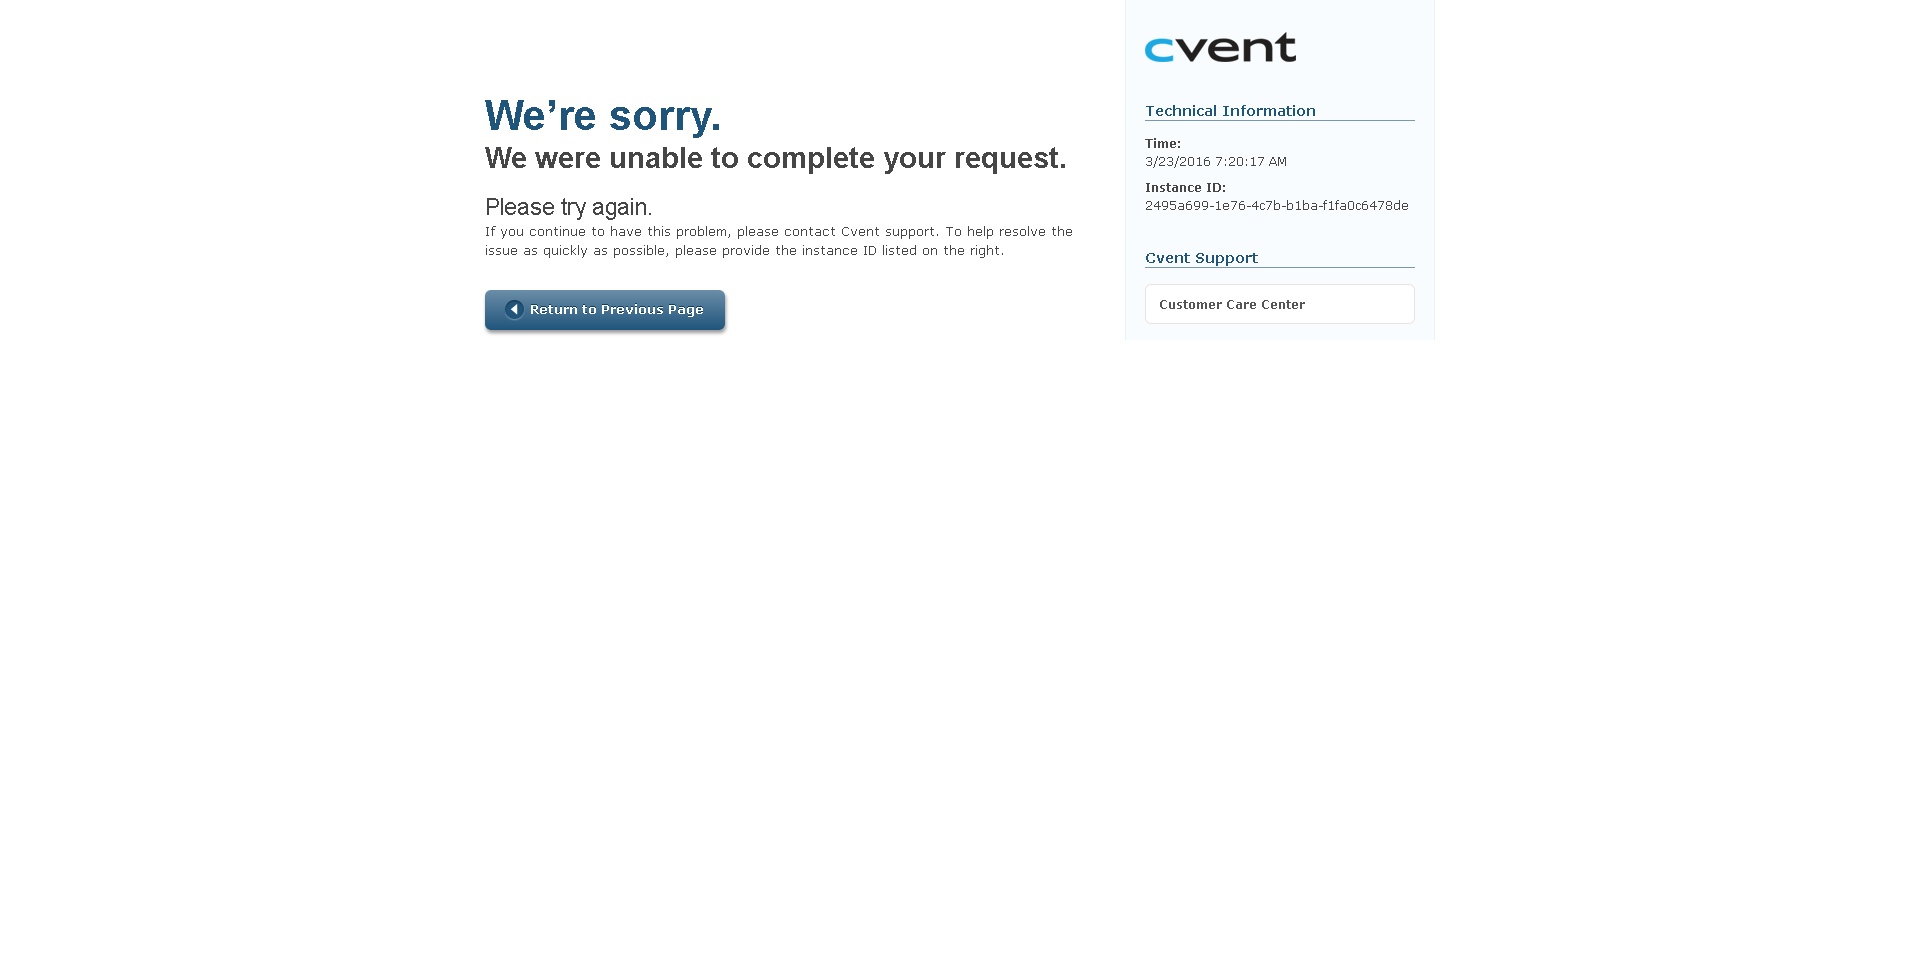 We’re sorry.
We were unable to complete your request.
Please try again.
If you continue to have this problem, please contact Cvent support. To help resolve the
issue as quickly as possible, please provide the instance ID listed on the right.
Return to Previous Page
cvent
Technical Information
Time:
3/23/2016 7:20:17 AM
Instance ID:
2495a699-1e76-4c7b-b1ba-f1fa0c6478de
Cvent Support
Customer Care Center